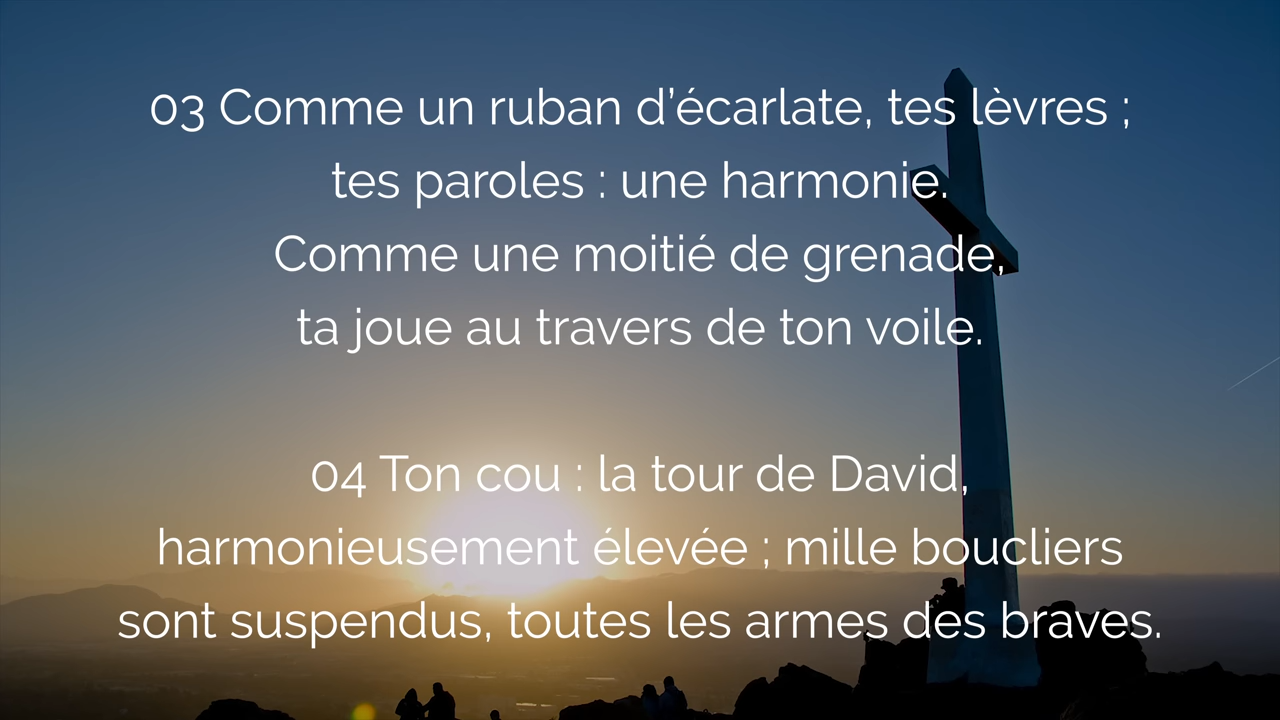 03 Comme un ruban d’écarlate, tes lèvres ;
tes paroles : une harmonie.
Comme une moitié de grenade,
ta joue au travers de ton voile.
04 Ton cou : la tour de David,
harmonieusement élevée ; mille boucliers
sont suspendus, toutes les armes des braves.